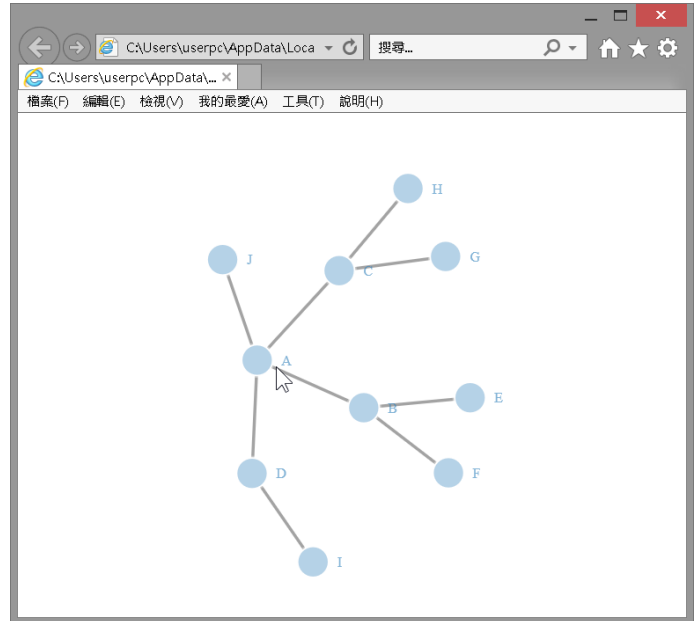 C:\Users\userpc\AppData\Loca
搜尋...
C:\Users\userpc\AppData\...
檔案(F) 編輯(E) 檢視(V) 我的最愛(A) 工具(T) 說明(H)
H
J
C
G
A
B
E
D
F
I